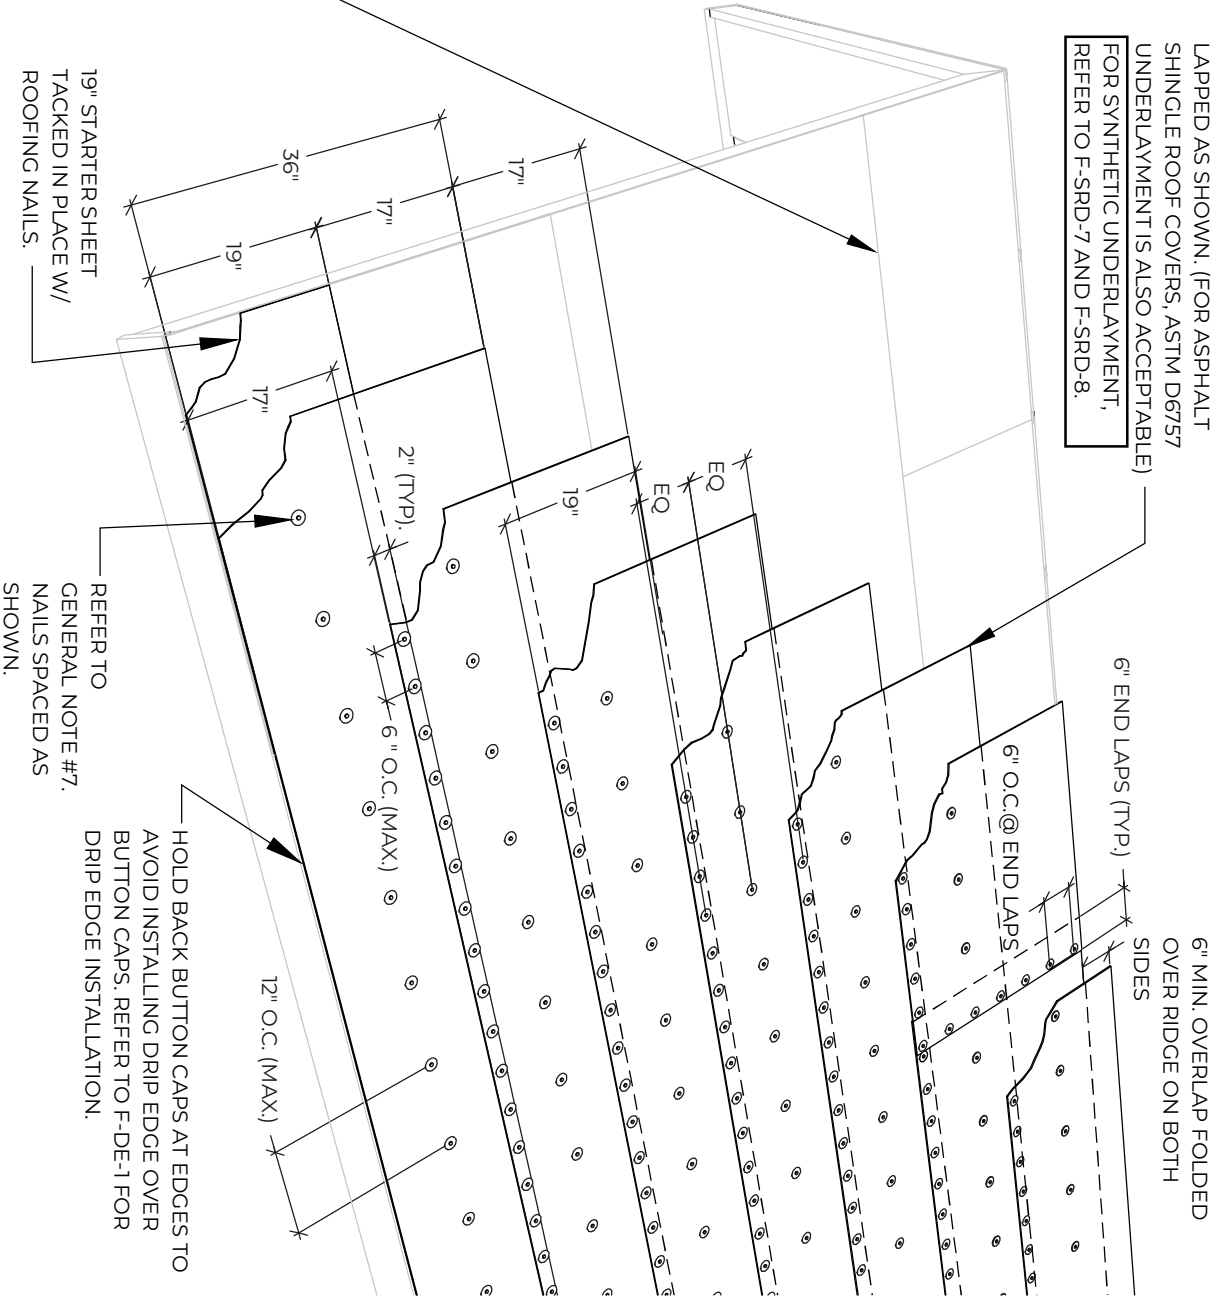 LAPPED AS SHOWN. (FOR ASPHALT
SHINGLE ROOF COVERS, ASTM D6757
UNDERLAYMENT IS ALSO ACCEPTABLE)
FOR SYNTHETIC UNDERLAYMENT,
REFER TO F-SRD-7 AND F-SRD-8.
6" MIN. OVERLAP FOLDED
OVER RIDGE ON BOTH
SIDES
6" END LAPS (TYP.)
6" O.C.@ END LAPS
EQ
EQ
17"
17"
36"
19"
19"
17"
2" (TYP).
6 " O.C. (MAX.)
12" O.C. (MAX.)
19" STARTER SHEET
TACKED IN PLACE W/
ROOFING NAILS.
REFER TO
GENERAL NOTE #7.
NAILS SPACED AS
SHOWN.
HOLD BACK BUTTON CAPS AT EDGES TO
AVOID INSTALLING DRIP EDGE OVER
BUTTON CAPS. REFER TO F-DE-1 FOR
DRIP EDGE INSTALLATION.